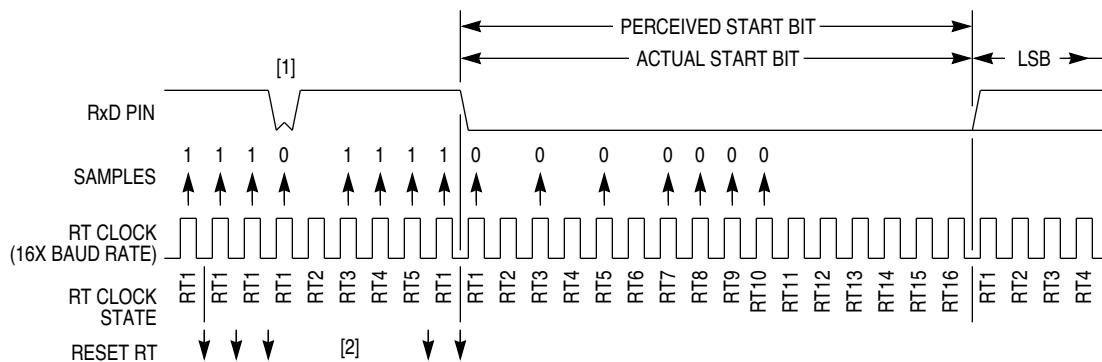 PERCEIVED START BIT
ACTUAL START BIT
LSB
[1]
RxD PIN
1 1 1 0 1 1 1 1 0 0 0 0 0 0 0
SAMPLES
RT CLOCK
(16X BAUD RATE)
RT1 RT1 RT1 RT1 RT2 RT3 RT4 RT5 RT1 RT1 RT2 RT3 RT4 RT5 RT6 RT7 RT8 RT9 RT10 RT11 RT12 RT13 RT14 RT15 RT16 RT1 RT2 RT3 RT4
RT CLOCK
STATE
RESET RT
[2]